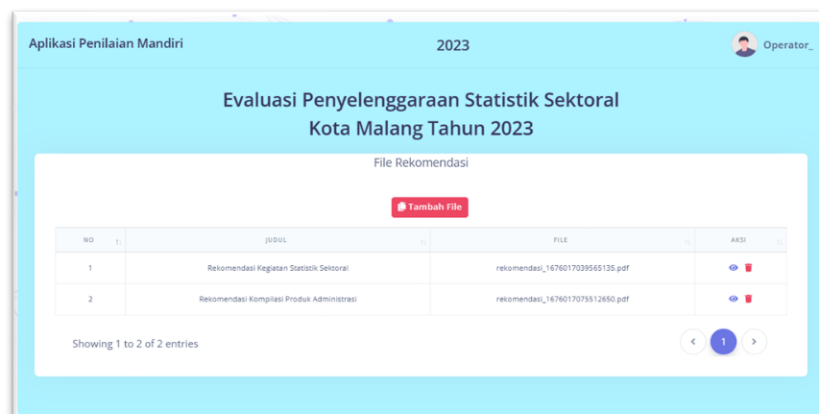 Aplikasi Penilaian Mandiri 2023 Operator_
Evaluasi Penyelenggaraan Statistik Sektoral
Kota Malang Tahun 2023
File Rekomendasi
Tambah File
NO JUDUL FILE AKSI
1 Rekomendasi Kegiatan Statistik Sektoral rekomendasi_1676017039565135.pdf
2 Rekomendasi Kompilasi Produk Administrasi rekomendasi_1676017075512650.pdf
Showing 1 to 2 of 2 entries 1